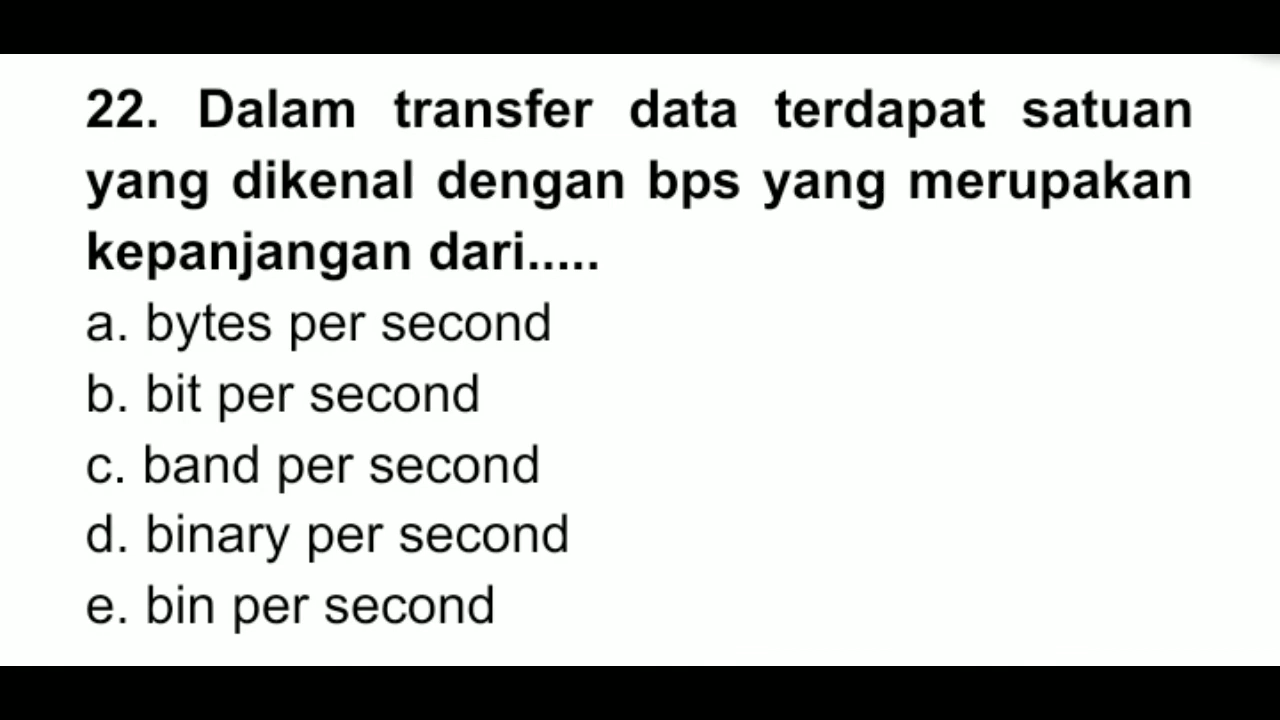 22. Dalam transfer data terdapat satuan
yang dikenal dengan bps yang merupakan
kepanjangan dari.....
a. bytes per second
b. bit per second
c. band per second
d. binary per second
e. bin per second